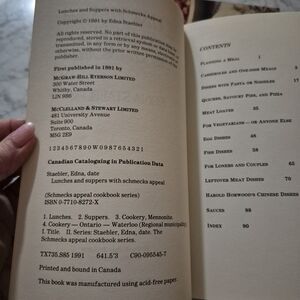 Lunches and Suppers with Schmecks Appeal
Copyright © 1991 by Edna Staebler
All rights reserved. No part of this publication may be
reproduced, stored in a retrieval system or
transmitted, in any form or by any means,
otherwise, without the prior written permission
First published in 1991 by
MCGRAW-HILL RYERSON LIMITED
300 Water Street
Whitby, Canada
L1N 9B6
MCCLELLAND & STEWART LIMITED
481 University Avenue
Suite 900
Toronto, Canada
M5G 2E9
1234567890W0987654321
Canadian Cataloguing in Publication Data
Staebler, Edna, date
Lunches and suppers with schmecks appeal
(Schmecks appeal cookbook series)
ISBN 0-7710-8272-X
1. Lunches. 2. Suppers. 3. Cookery, Mennonite.
4. Cookery — Ontario — Waterloo (Regional municipality).
I. Title. II. Series: Staebler, Edna, date. The
Schmecks appeal cookbook series.
TX735.S85 1991 641.5'3 C90-095545-7
Printed and bound in Canada
This book was manufactured using acid-free paper.
CONTENTS
PLANNING A MEAL 1
CASSEROLES AND ONE-DISH MEALS
DISHES WITH PASTA OR NOODLES 17
QUICHES, SAVOURY PIES, AND PIZZA
MEAT LOAVES 35
FOR VEGETARIANS — OR ANYONE ELSE
EGG DISHES 46
FISH DISHES 58
FOR LONERS AND COUPLES 65
LEFTOVER MEAT DISHES 70
HAROLD HORWOOD'S CHINESE DISHES
SAUCES 88
INDEX 90